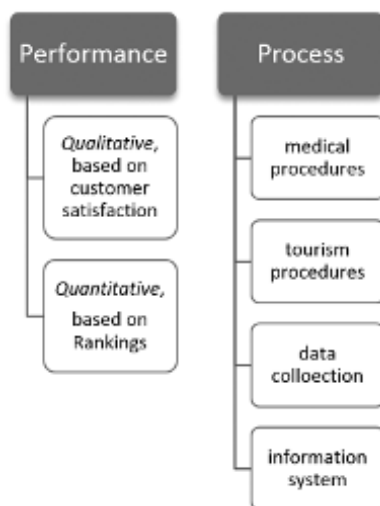 Performance
Qualitative,
based on
customer
satisfaction
Quantitative,
based on
Rankings
Process
medical
procedures
tourism
procedures
data
colloection
information
system